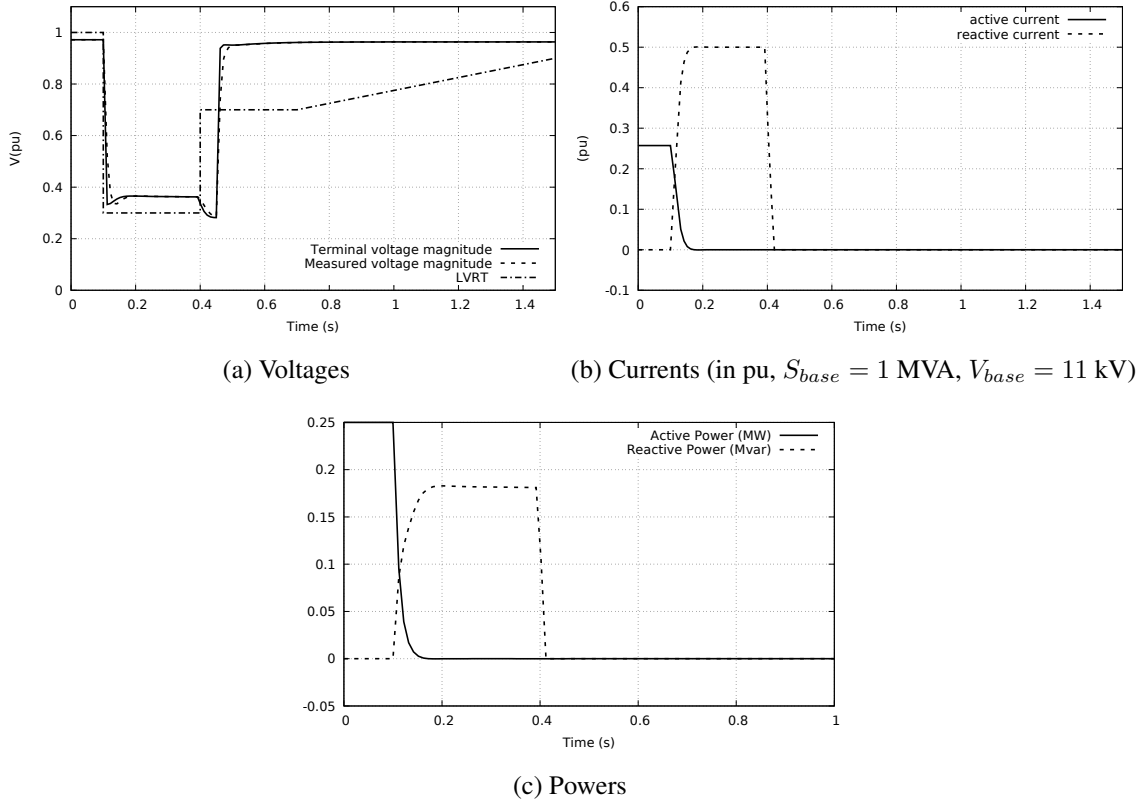 1
0.8
0.6
0.4
0.2
0
V(pu)
0 0.2 0.4 0.6 0.8 1 1.2 1.4
Time (s)
Terminal voltage magnitude
Measured voltage magnitude
LVRT
(a) Voltages
0.6
0.5
0.4
0.3
0.2
0.1
0
-0.1
(pu)
0 0.2 0.4 0.6 0.8 1 1.2 1.4
Time (s)
active current
reactive current
(b) Currents (in pu, $S_{base}$ = 1 MVA, $V_{base}$ = 11 kV)
0.25
0.2
0.15
0.1
0.05
0
-0.05
0 0.2 0.4 0.6 0.8 1
Time (s)
Active Power (MW)
Reactive Power (Mvar)
(c) Powers